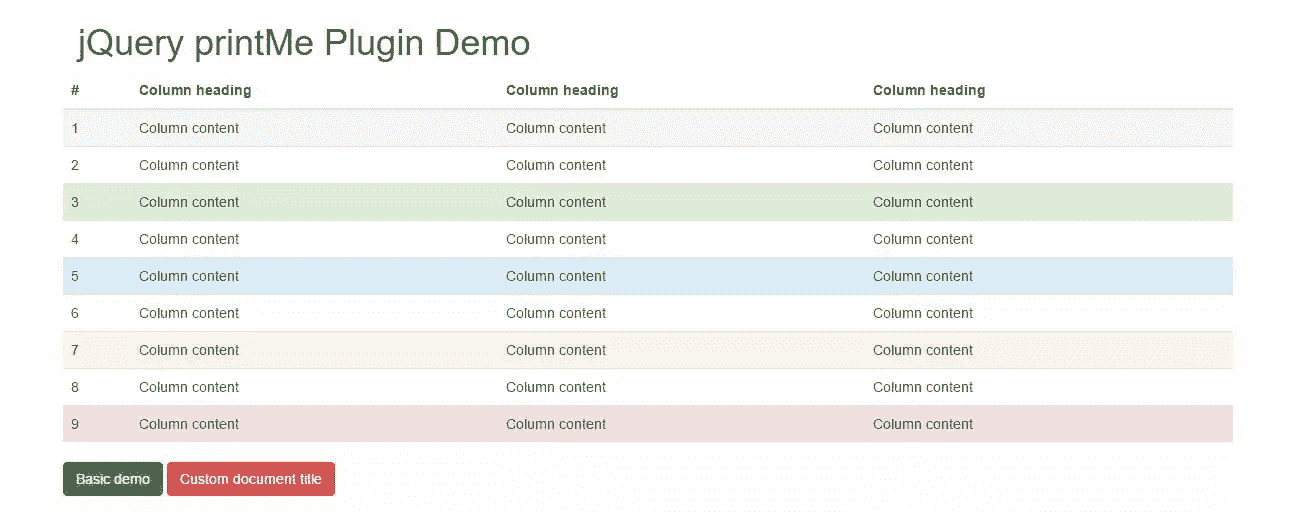 jQuery printMe Plugin Demo
# Column heading Column heading Column heading
1 Column content Column content Column content
2 Column content Column content Column content
3 Column content Column content Column content
4 Column content Column content Column content
5 Column content Column content Column content
6 Column content Column content Column content
7 Column content Column content Column content
8 Column content Column content Column content
9 Column content Column content Column content
Basic demo Custom document title